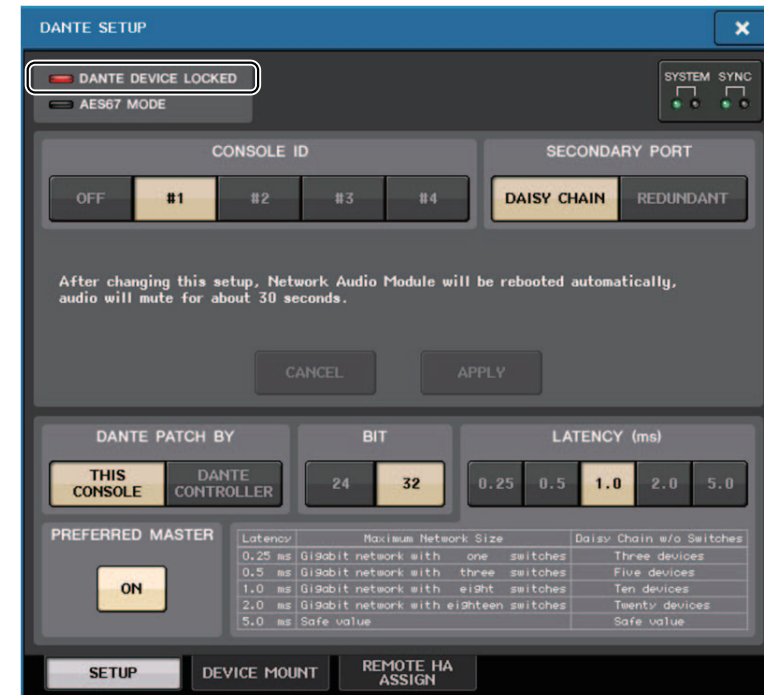 DANTE SETUP
DANTE DEVICE LOCKED
AES67 MODE
SYSTEM SYNC
CONSOLE ID
SECONDARY PORT
OFF #1 #2 #3 #4 DAISY CHAIN REDUNDANT
After changing this setup, Network Audio Module will be rebooted automatically,
audio will mute for about 30 seconds.
CANCEL APPLY
DANTE PATCH BY BIT LATENCY (ms)
THIS CONSOLE DANTE CONTROLLER 24 32 0.25 0.5 1.0 2.0 5.0
PREFERRED MASTER
ON
Latency Maximum Network Size Daisy Chain w/o Switches
0.25 ms Gigabit network with one switches Three devices
0.5 ms Gigabit network with three switches Five devices
1.0 ms Gigabit network with eight switches Ten devices
2.0 ms Gigabit network with eighteen switches Twenty devices
5.0 ms Safe value Safe value
SETUP DEVICE MOUNT REMOTE HA ASSIGN